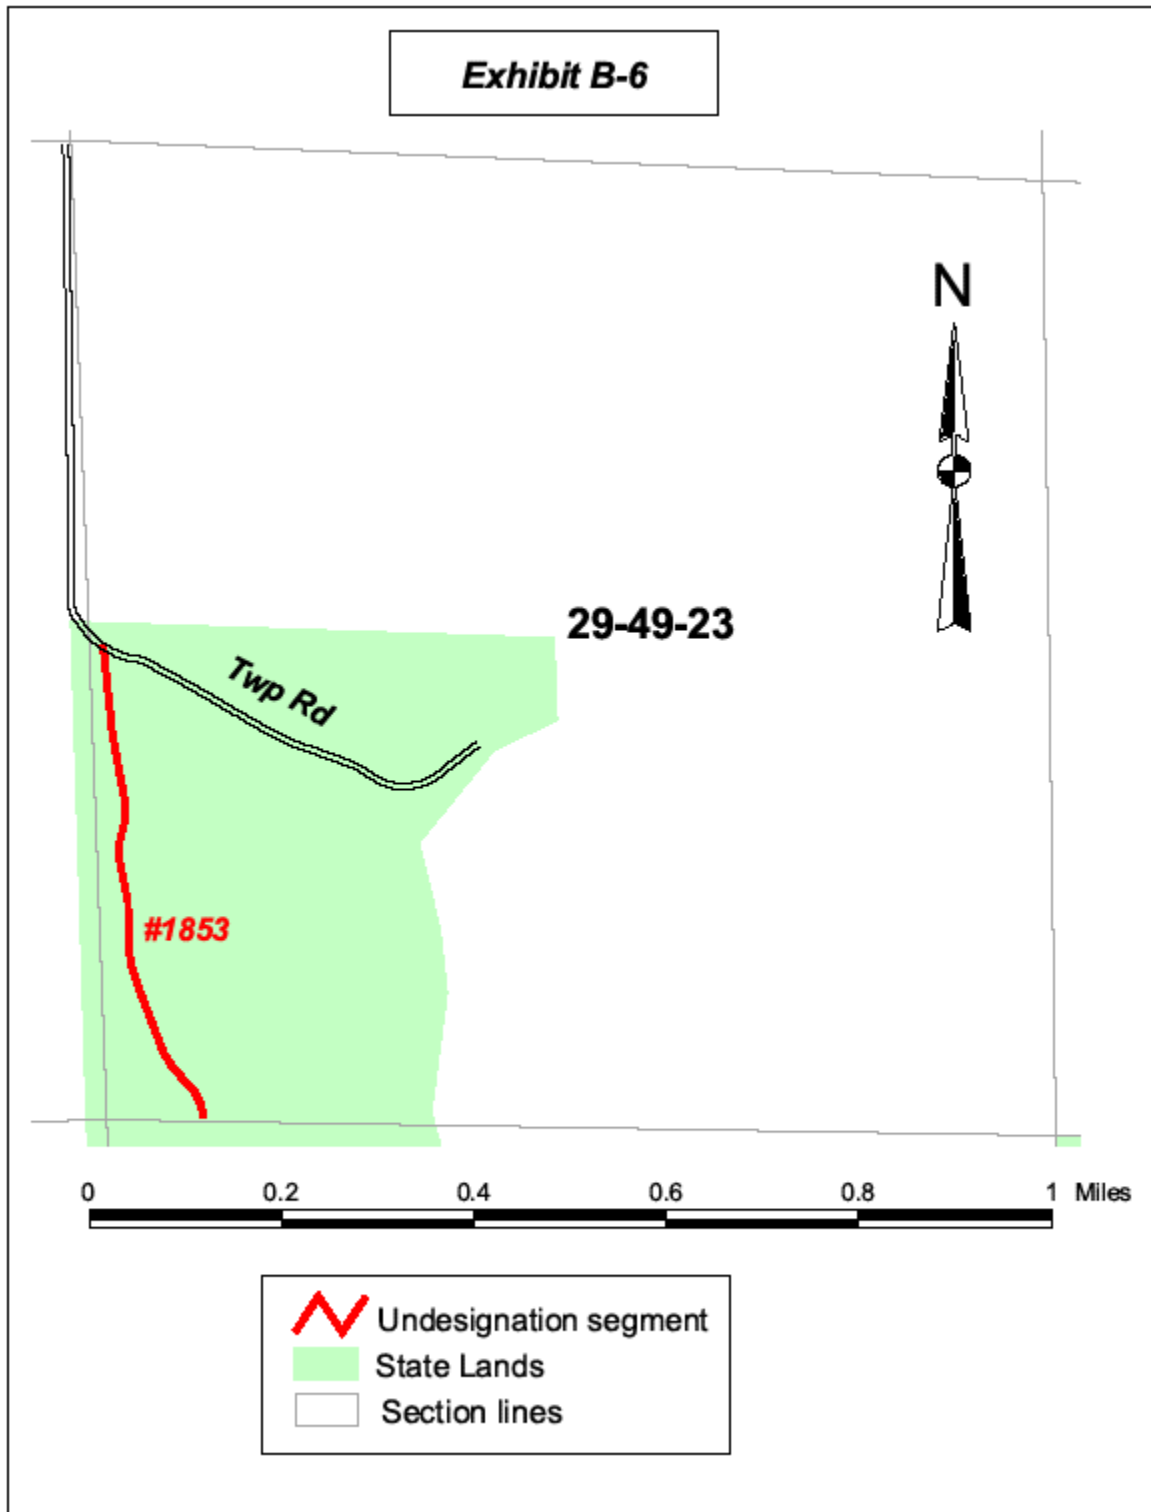 Exhibit B-6
N
29-49-23
Twp Rd
#1853
0 0.2 0.4 0.6 0.8 1 Miles
Undesignation segment
State Lands
Section lines